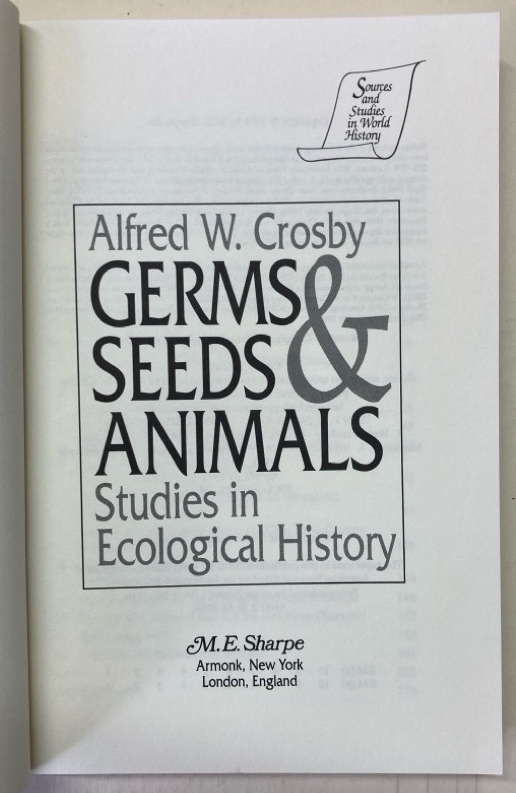 Sources
and
Studies
in World
History
Alfred W. Crosby
GERMS &
SEEDS
ANIMALS
Studies in
Ecological History
M. E. Sharpe
Armonk, New York
London, England